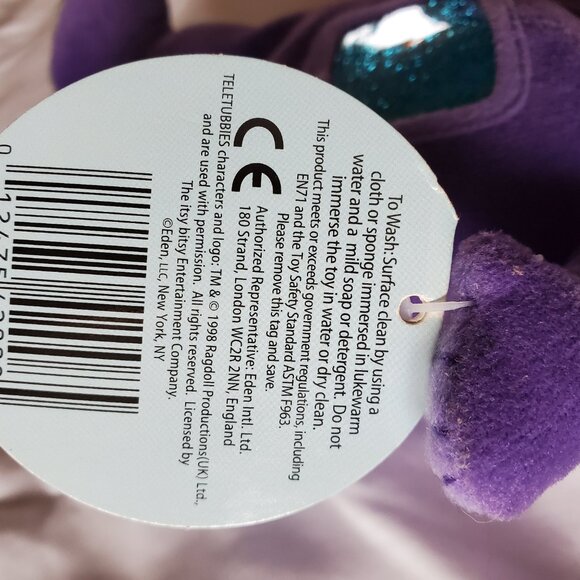 To Wash: Surface clean by using a
cloth or sponge immersed in lukewarm
water and a mild soap or detergent. Do not
immerse the toy in water or dry clean.
This product meets or exceeds government regulations, including
EN71 and the Toy Safety Standard ASTM F963.
Please remove this tag and save.
CE
Authorized Representative: Eden Intl. Ltd.
180 Strand, London WC2R 2NN, England
TELETUBBIES characters and logo: TM & © 1998 Ragdoll Productions(UK) Ltd.,
and are used with permission. All rights reserved. Licensed by
The itsy bitsy Entertainment Company.
©Eden, LLC, New York, NY